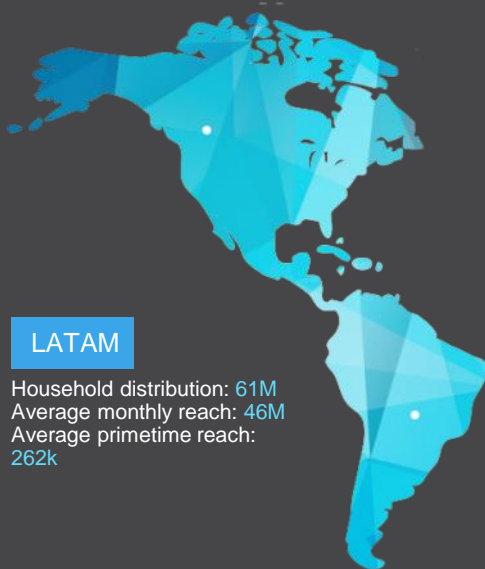 LATAM
Household distribution: 61M
Average monthly reach: 46M
Average primetime reach:
262k